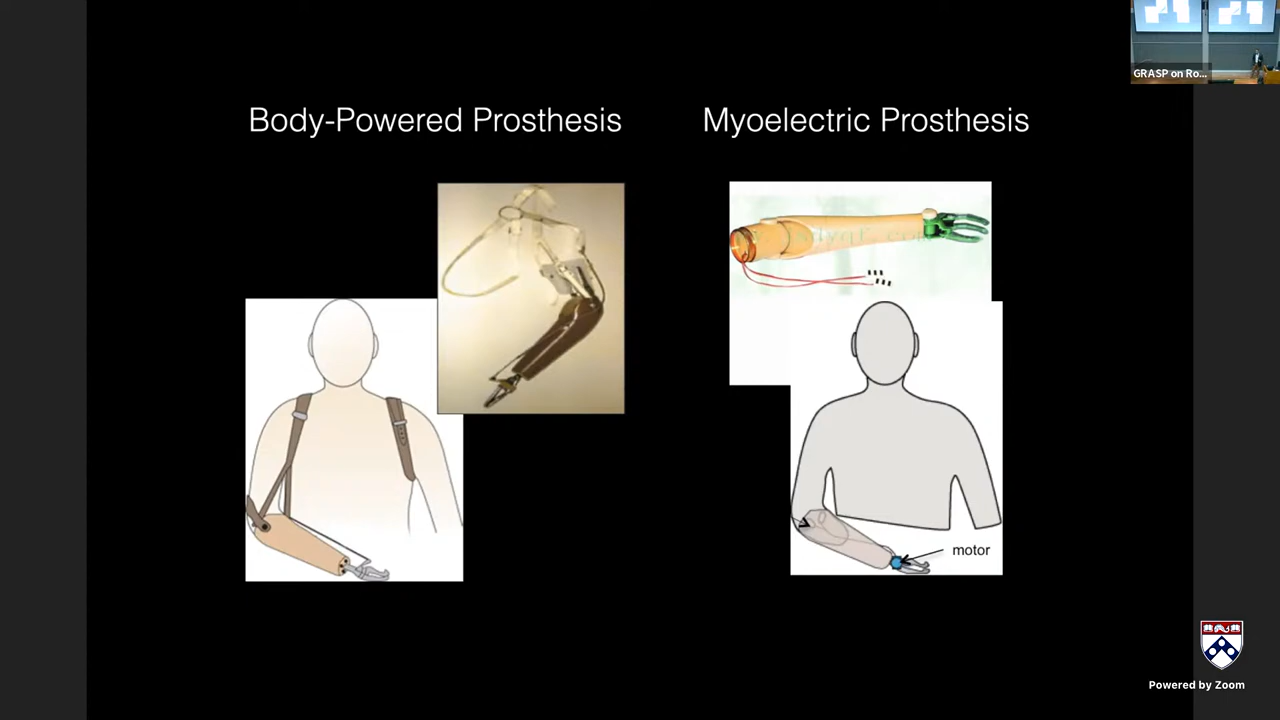 GRASP on Ro...
Body-Powered Prosthesis
Myoelectric Prosthesis
motor
Powered by Zoom